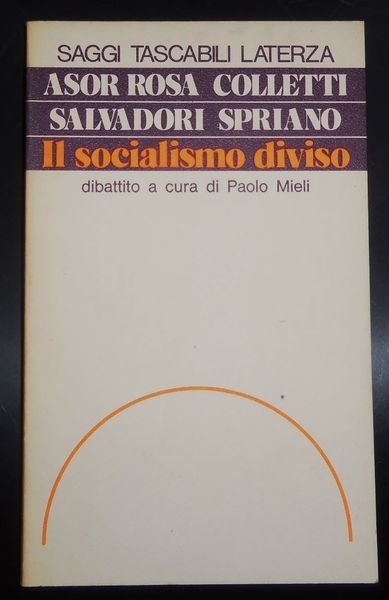 SAGGI TASCABILI LATERZA
ASOR ROSA COLLETTI
SALVADORI SPRIANO
Il socialismo diviso
dibattito a cura di Paolo Mieli